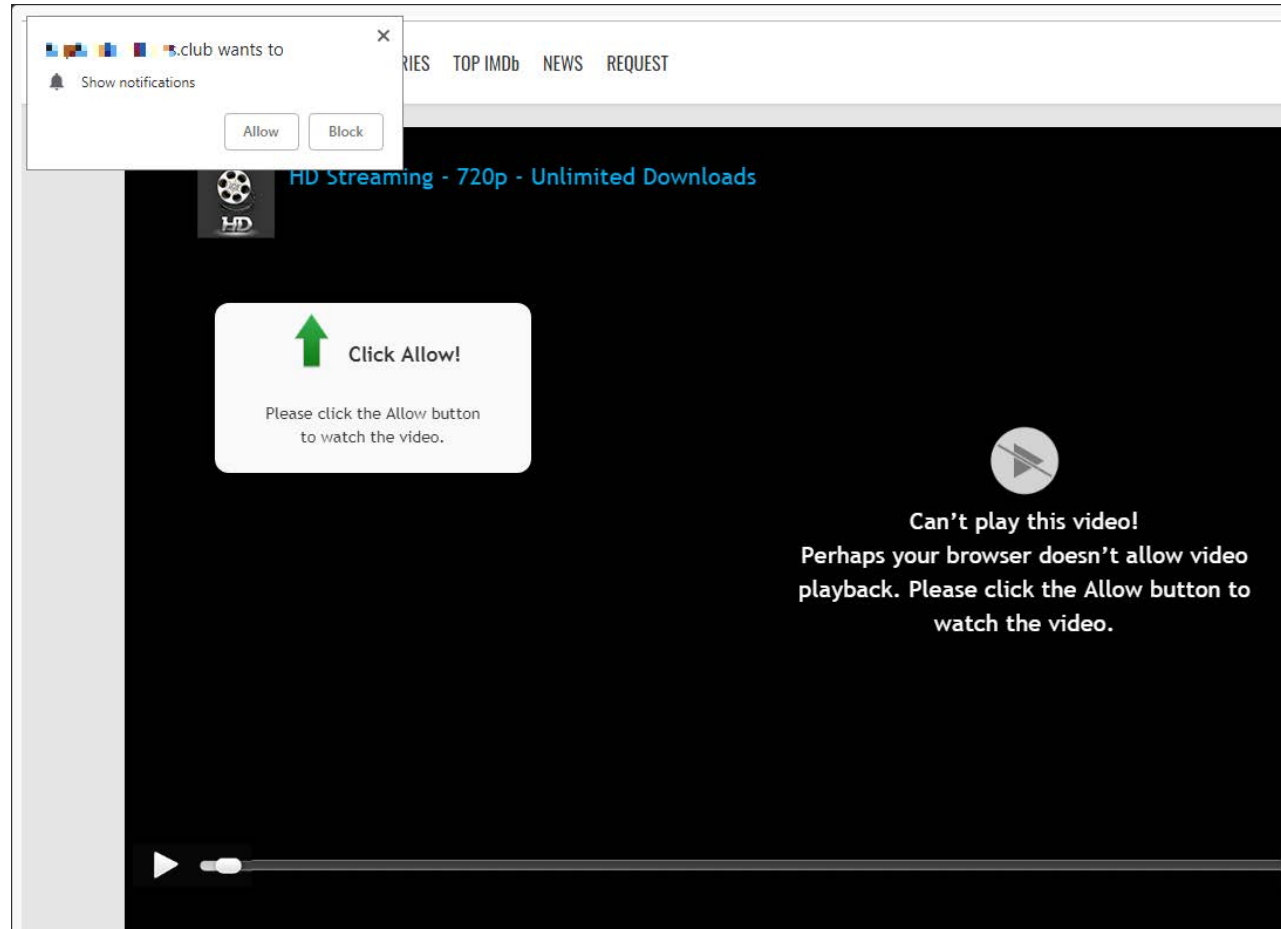 .club wants to
Show notifications
Allow Block
TOP IMDb NEWS REQUEST
HD Streaming - 720p - Unlimited Downloads
HD
Click Allow!
Please click the Allow button
to watch the video.
Can't play this video!
Perhaps your browser doesn't allow video
playback. Please click the Allow button to
watch the video.